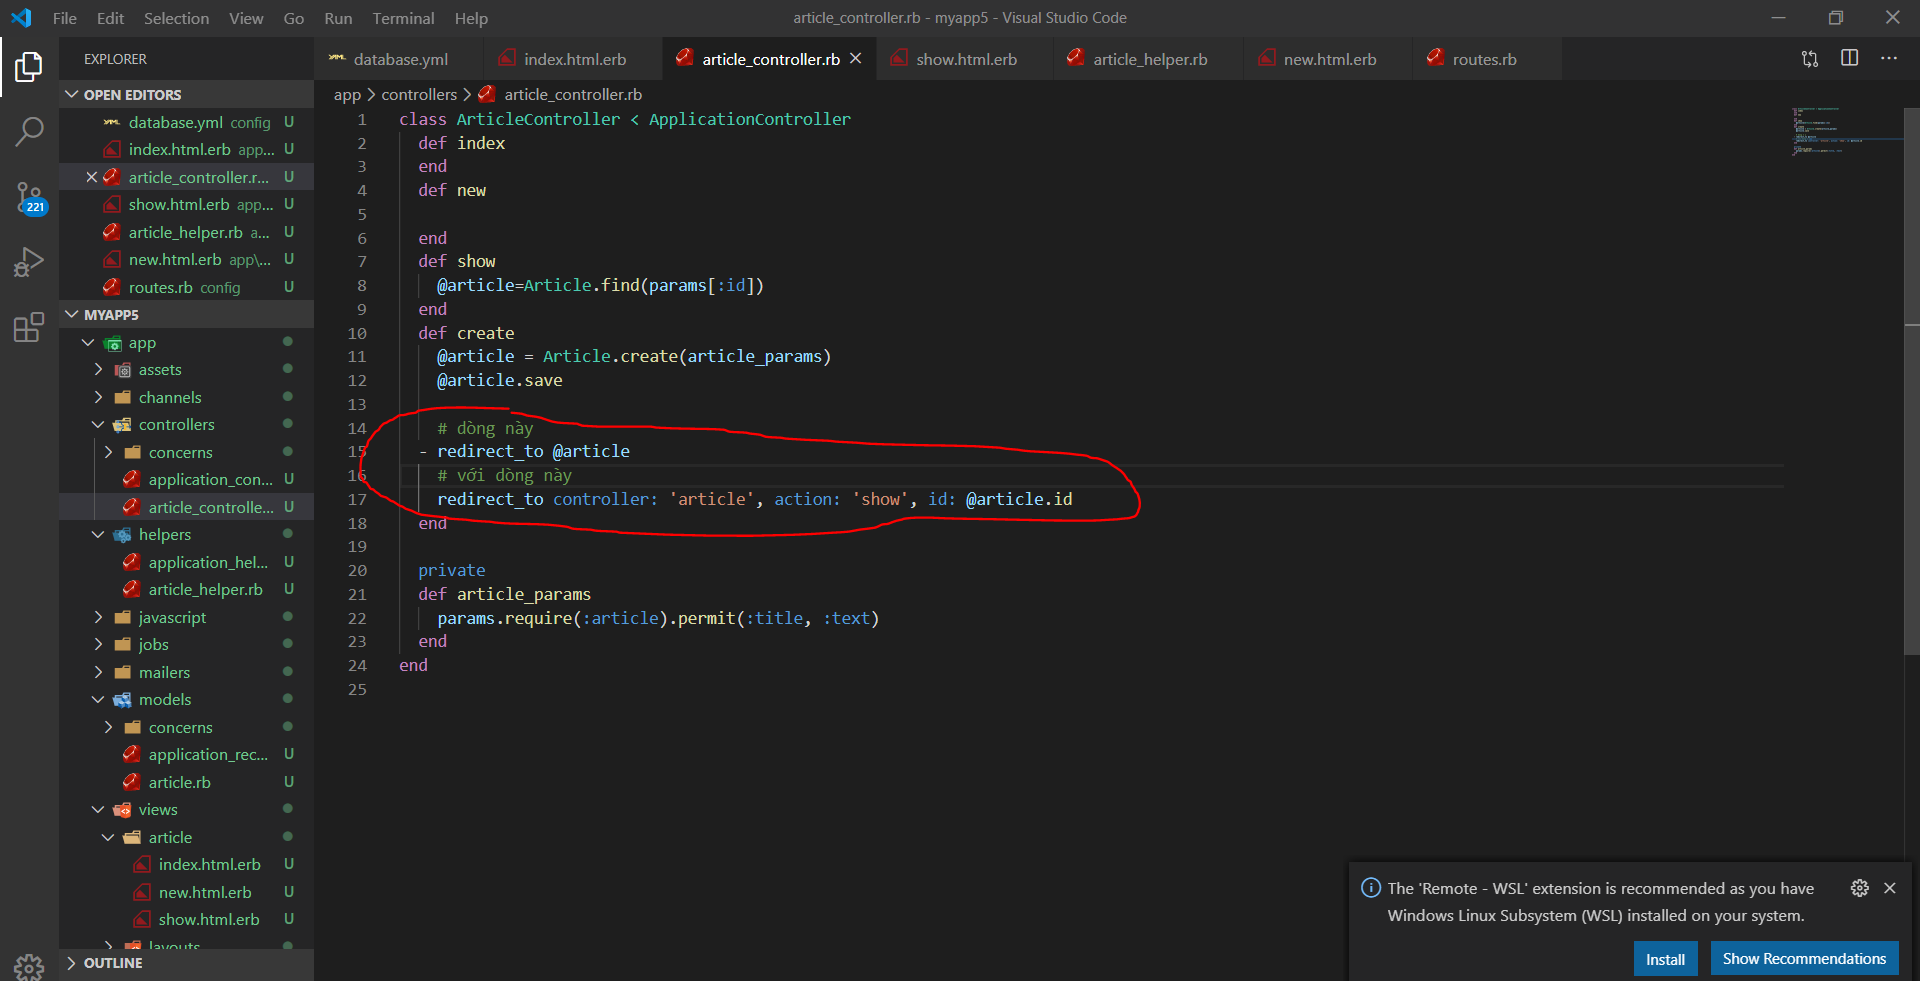 File Edit Selection View Go Run Terminal Help
article_controller.rb - myapp5 - Visual Studio Code
EXPLORER
OPEN EDITORS
database.yml config U
index.html.erb app... U
article_controller.r... U
show.html.erb app... U
article_helper.rb a... U
new.html.erb app\... U
routes.rb config U
221
MYAPP5
app
assets
channels
controllers
concerns
application_con... U
article_controlle... U
helpers
application_hel... U
article_helper.rb U
javascript
jobs
mailers
models
concerns
application_rec... U
article.rb U
views
article
index.html.erb U
new.html.erb U
show.html.erb U
layouts
OUTLINE
database.yml index.html.erb article_controller.rb show.html.erb article_helper.rb new.html.erb routes.rb
app > controllers > article_controller.rb
1 class ArticleController < ApplicationController
2 def index
3 end
4 def new
5
6 end
7 def show
8 @article=Article.find(params[:id])
9 end
10 def create
11 @article = Article.create(article_params)
12 @article.save
13
14 # dòng này
15 - redirect_to @article
16 # với dòng này
17 redirect_to controller: 'article', action: 'show', id: @article.id
18 end
19
20 private
21 def article_params
22 params.require(:article).permit(:title, :text)
23 end
24 end
25
The 'Remote - WSL' extension is recommended as you have
Windows Linux Subsystem (WSL) installed on your system.
Install Show Recommendations